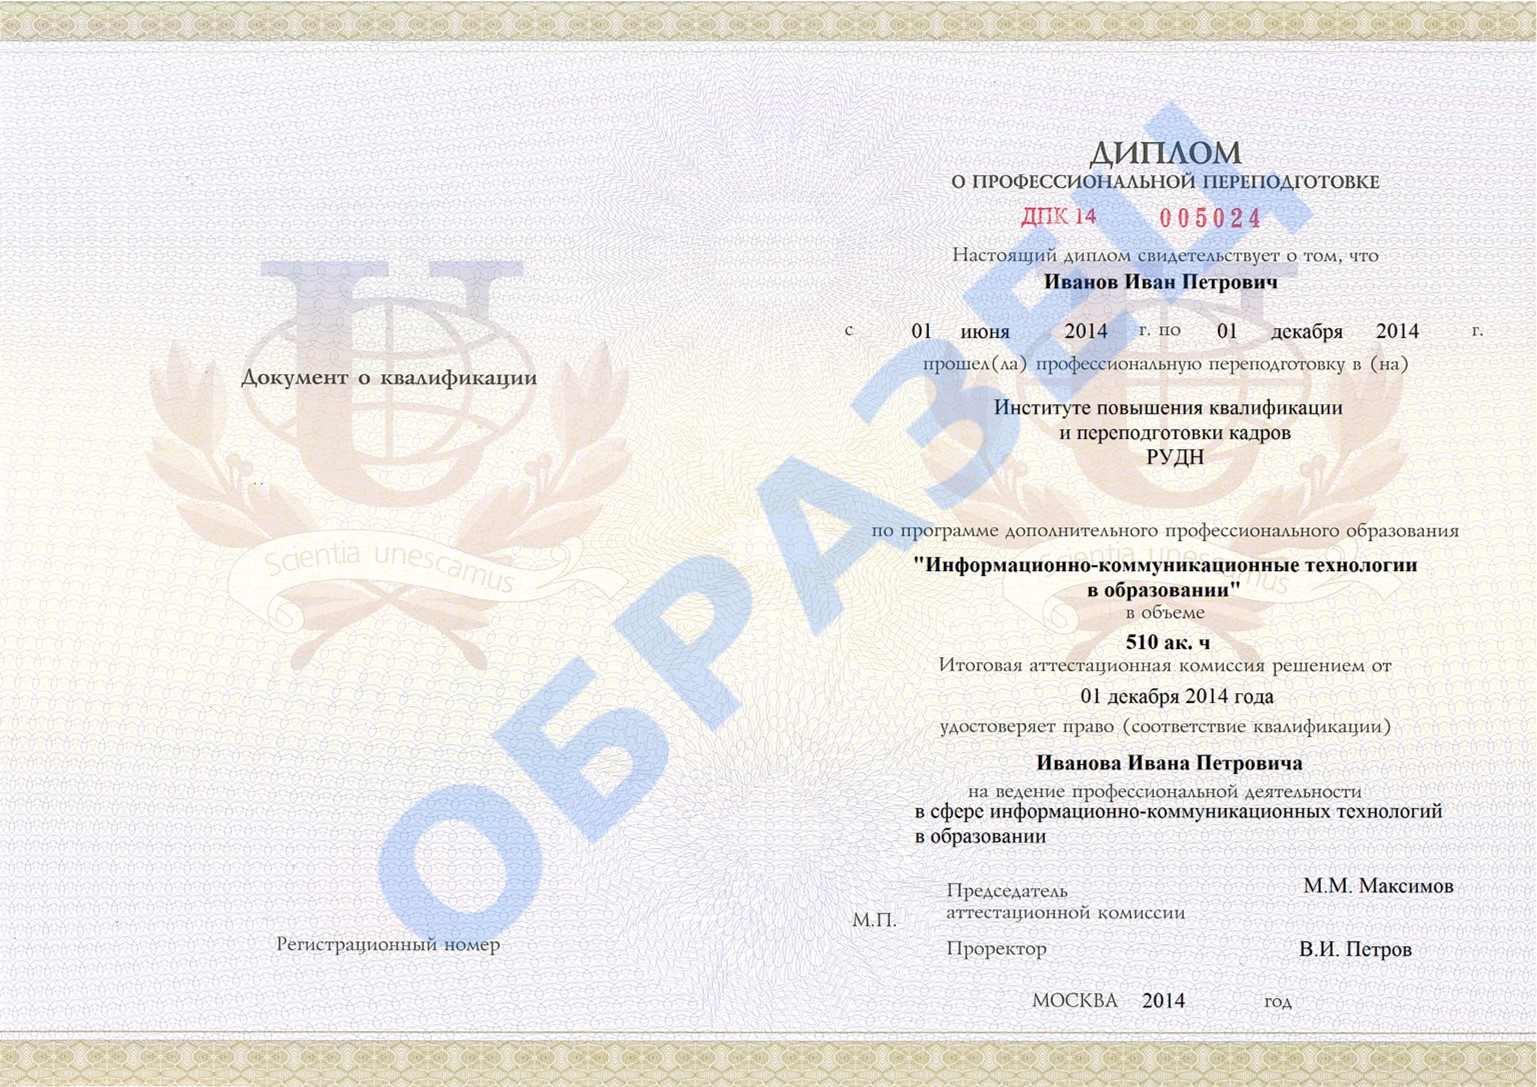 Документ о квалификации
Scientia unescamus
Регистрационный номер
ДИПЛОМ
О ПРОФЕССИОНАЛЬНОЙ ПЕРЕПОДГОТОВКЕ
ДПК 14 005024
Настоящий диплом свидетельствует о том, что
Иванов Иван Петрович
с 01 июня 2014 г. по 01 декабря 2014 г.
прошел(ла) профессиональную переподготовку в (на)
Институте повышения квалификации
и переподготовки кадров
РУДН
по программе дополнительного профессионального образования
Scientia unescamus
"Информационно-коммуникационные технологии
в образовании"
в объеме
510 ак. ч
Итоговая аттестационная комиссия решением от
01 декабря 2014 года
удостоверяет право (соответствие квалификации)
Иванова Ивана Петровича
на ведение профессиональной деятельности
в сфере информационно-коммуникационных технологий
в образовании
Председатель М.М. Максимов
аттестационной комиссии
М.П.
Проректор В.И. Петров
МОСКВА 2014 год
ОБРАЗЕЦ